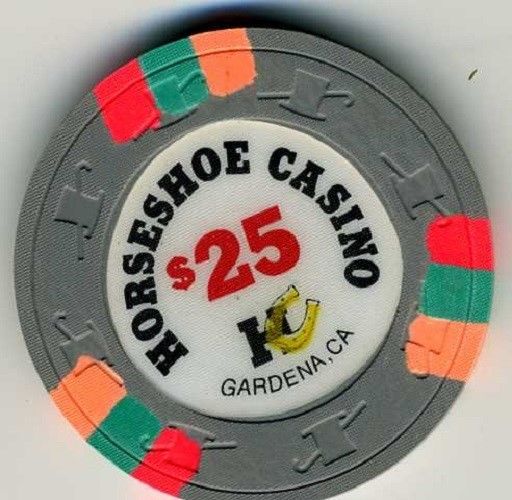 HORSESHOE CASINO
$25
HC
GARDENA, CA